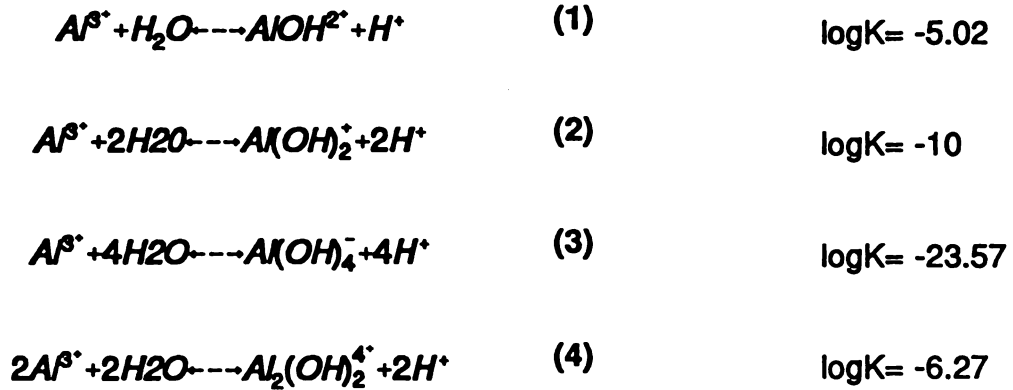 Al³⁺+H₂O←--→AlOH²⁺+H⁺ (1) logK= -5.02
Al³⁺+2H2O←--→Al(OH)₂⁺+2H⁺ (2) logK= -10
Al³⁺+4H2O←--→Al(OH)₄⁻+4H⁺ (3) logK= -23.57
2Al³⁺+2H2O←--→Al₂(OH)₂⁴⁺+2H⁺ (4) logK= -6.27